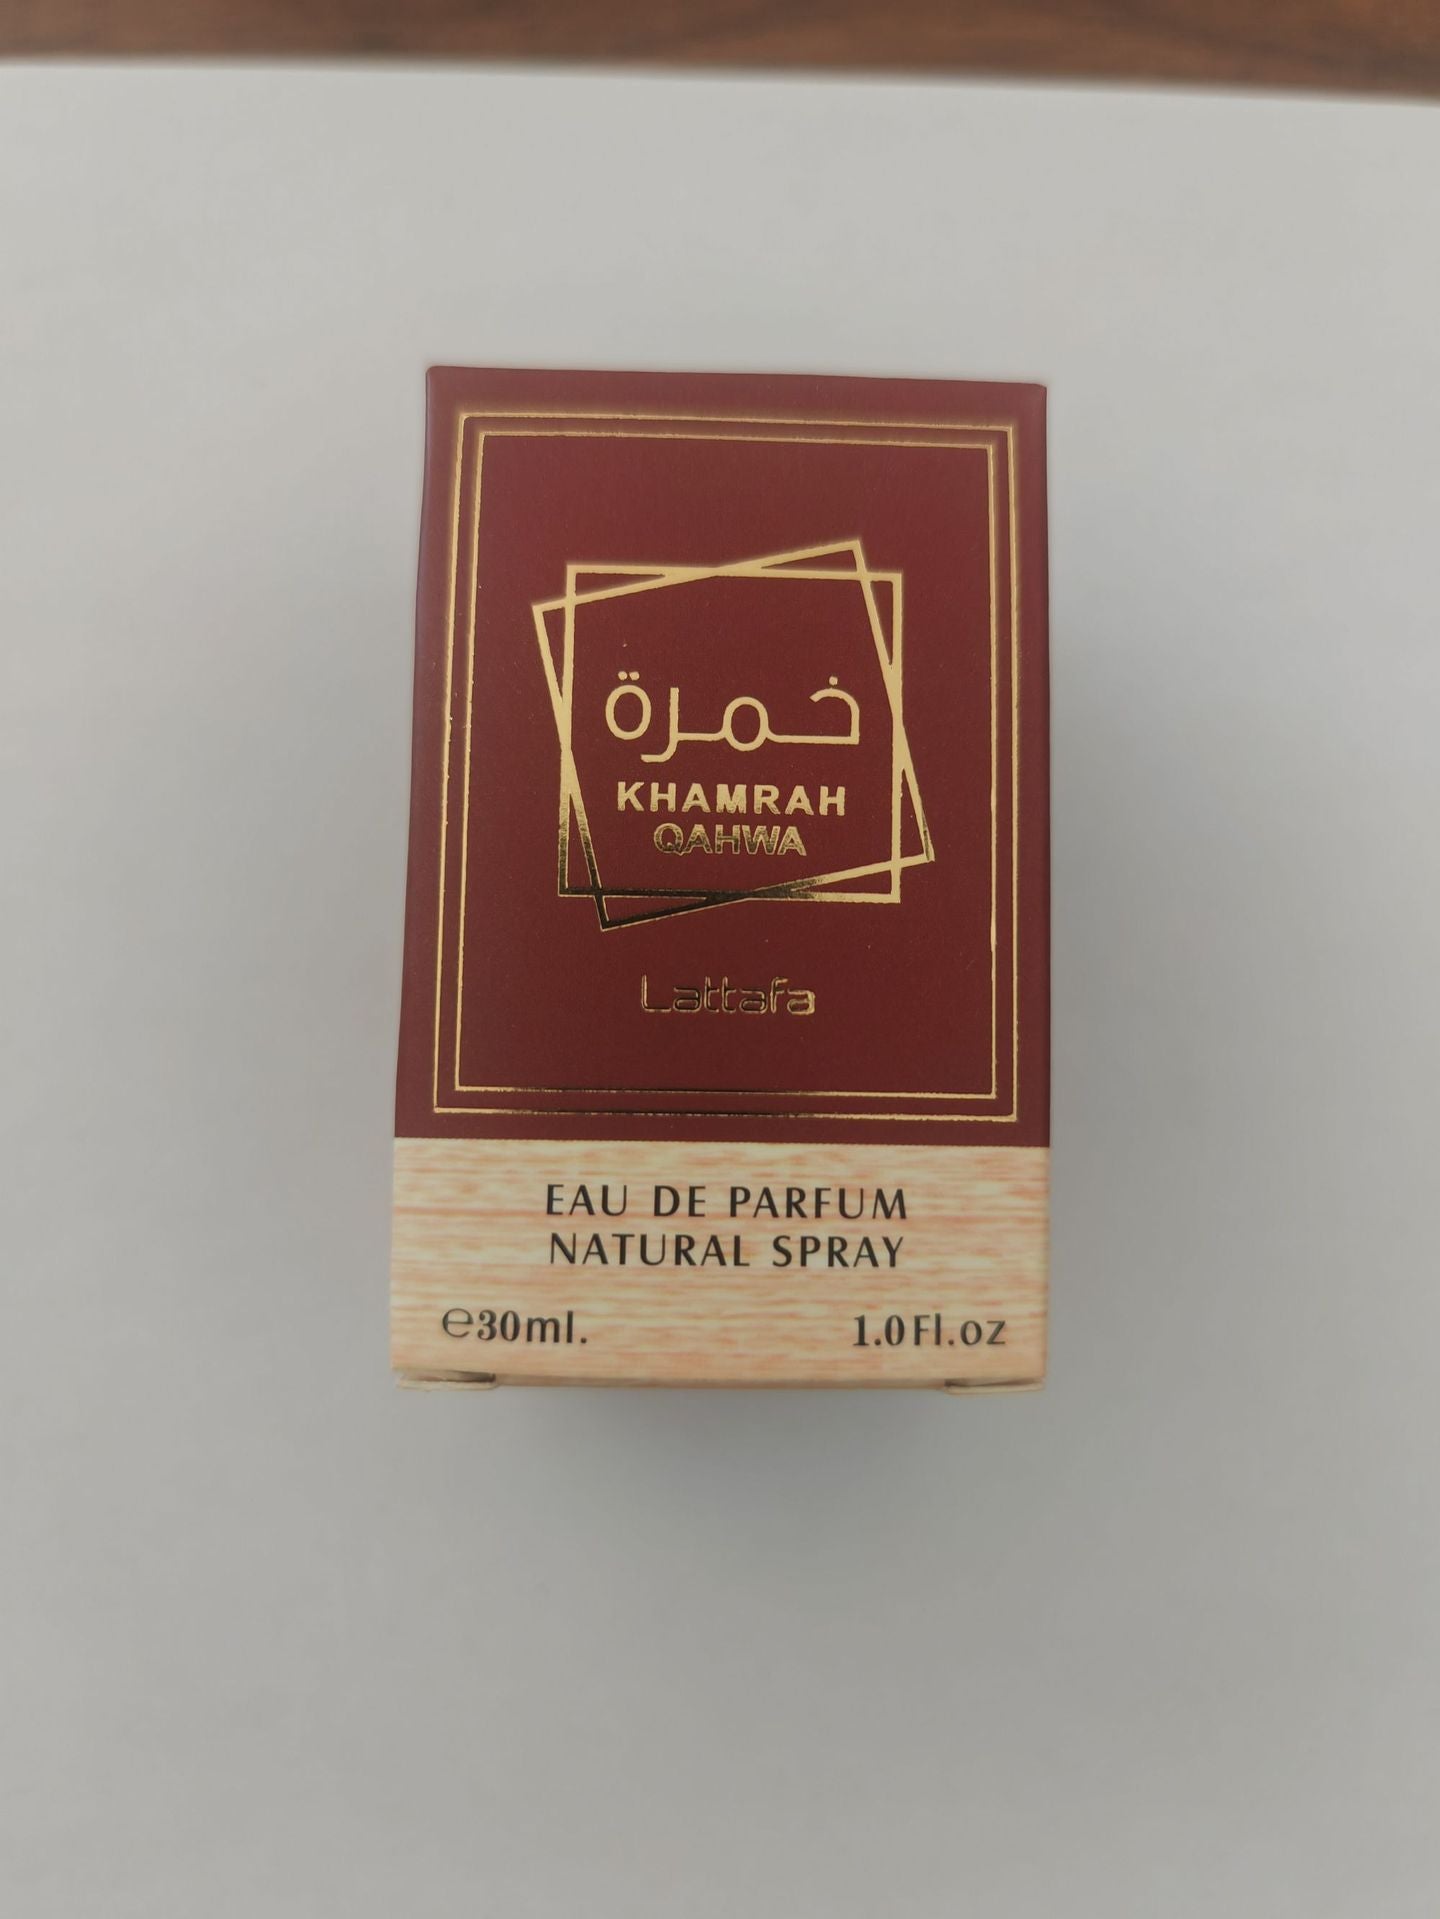 خمرة
KHAMRAH
QAHWA
Lattafa
EAU DE PARFUM
NATURAL SPRAY
℮30ml. 1.0Fl.oz